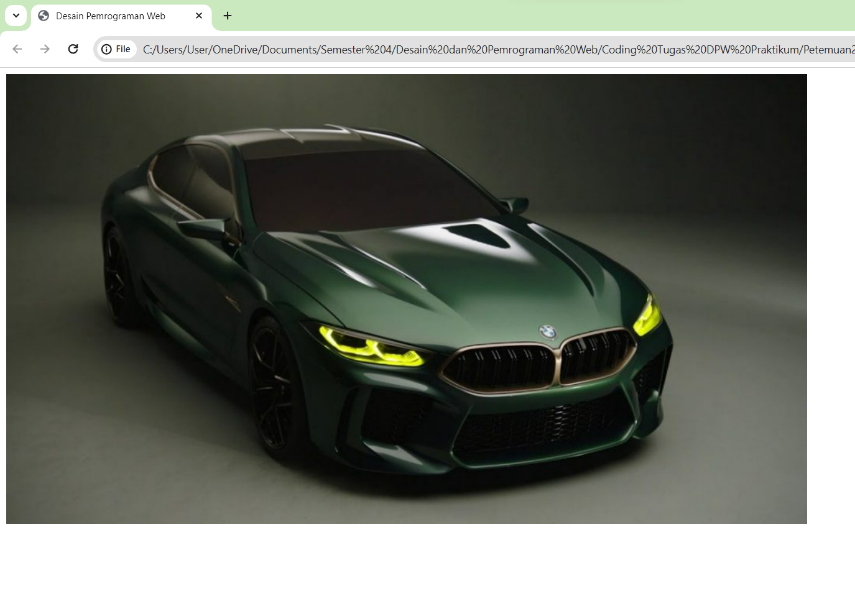 Desain Pemrograman Web
File
C:/Users/User/OneDrive/Documents/Semester%204/Desain%20dan%20Pemrograman%20Web/Coding%20Tugas%20DPW%20Praktikum/Petemuan2